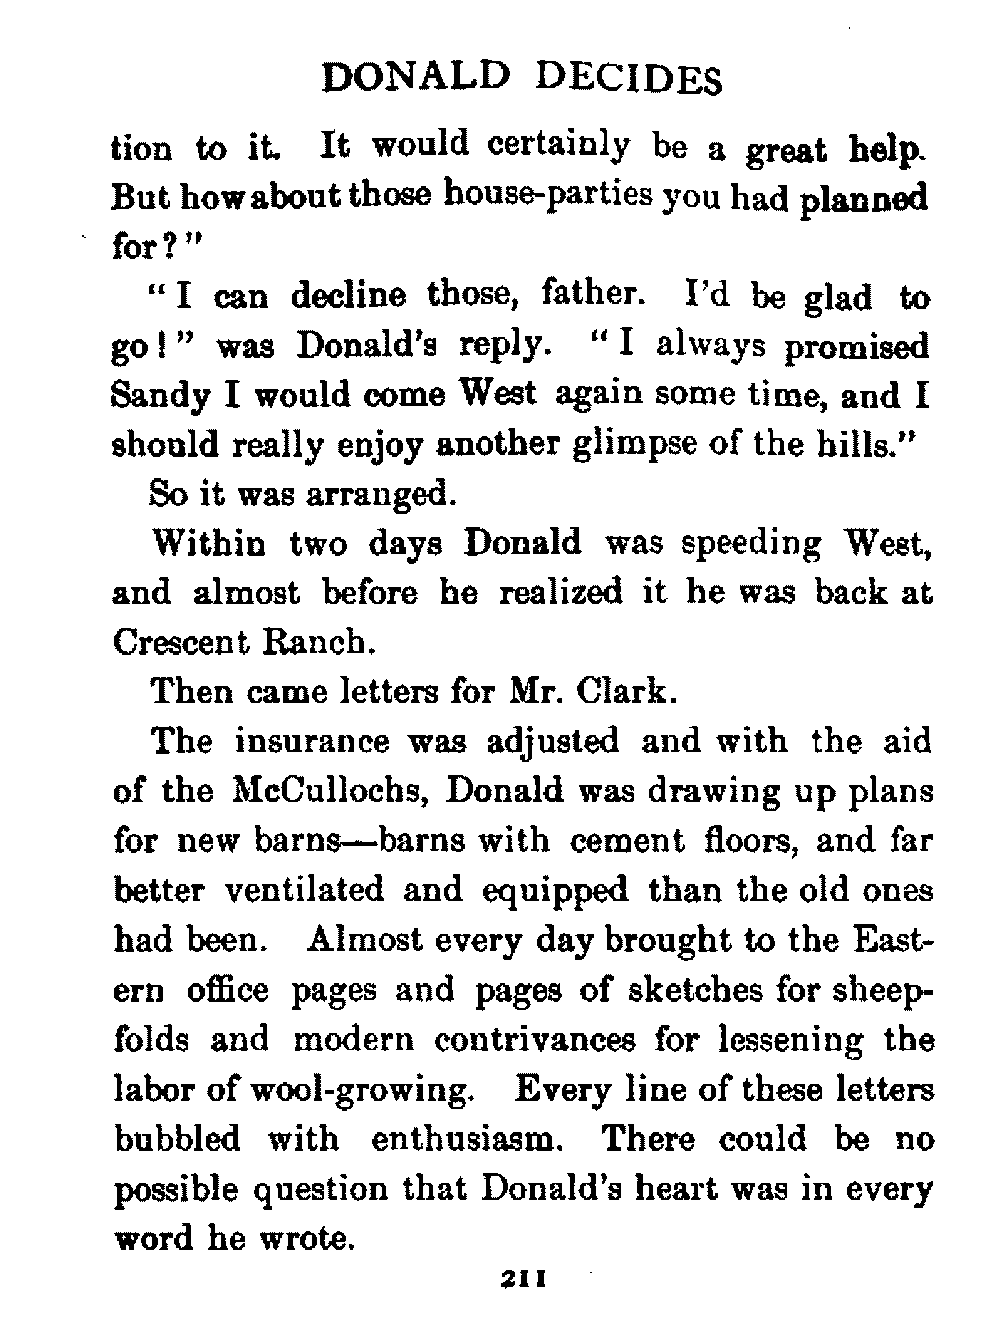 DONALD DECIDES
tion to it. It would certainly be a great help.
But how about those house-parties you had planned
for?"
"I can decline those, father. I'd be glad to
go!" was Donald's reply. "I always promised
Sandy I would come West again some time, and I
should really enjoy another glimpse of the hills."
So it was arranged.
Within two days Donald was speeding West,
and almost before he realized it he was back at
Crescent Ranch.
Then came letters for Mr. Clark.
The insurance was adjusted and with the aid
of the McCullochs, Donald was drawing up plans
for new barns—barns with cement floors, and far
better ventilated and equipped than the old ones
had been. Almost every day brought to the East-
ern office pages and pages of sketches for sheep-
folds and modern contrivances for lessening the
labor of wool-growing. Every line of these letters
bubbled with enthusiasm. There could be no
possible question that Donald's heart was in every
word he wrote.
211